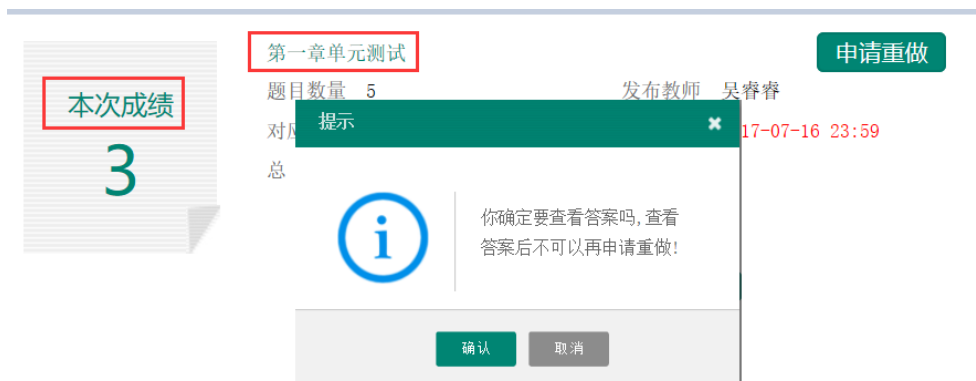 本次成绩
3
第一章单元测试
申请重做
题目数量 5
发布教师 吴睿睿
对应
17-07-16 23:59
总
提示
你确定要查看答案吗,查看
答案后不可以再申请重做!
确认
取消